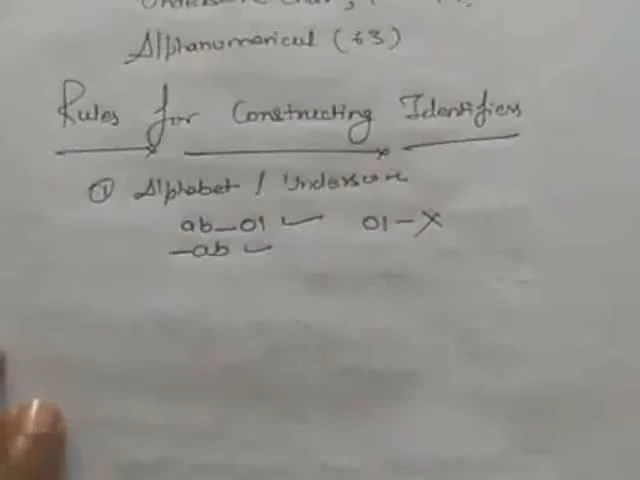 Alphanumerical (63)
Rules for Constructing Identifiers
① Alphabet / Underscore
ab_01 ✓ 01- X
_ab ✓